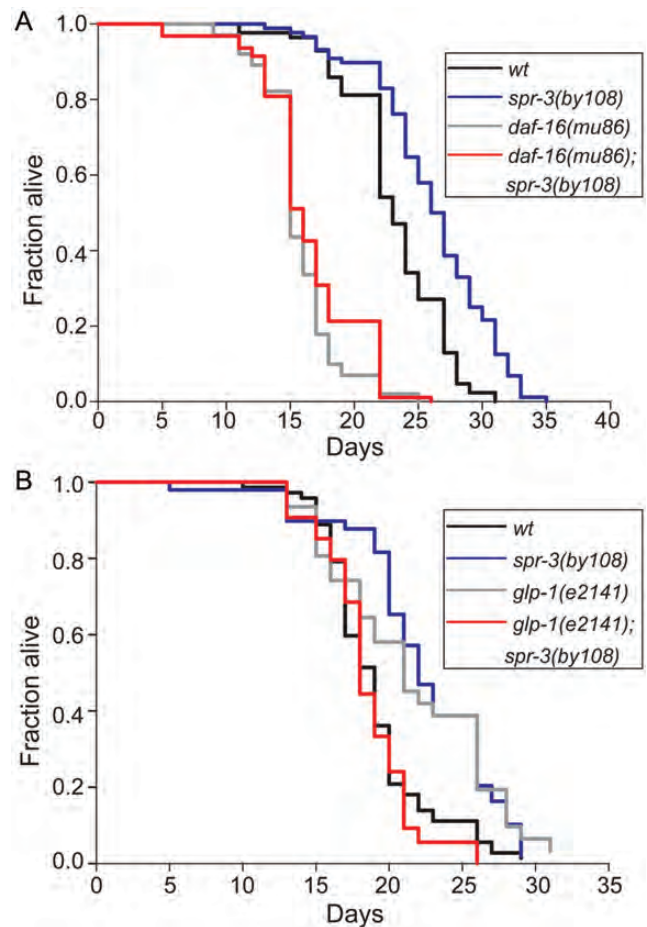 A
1.0
0.8
0.6
0.4
0.2
0.0
Fraction alive
wt
spr-3(by108)
daf-16(mu86)
daf-16(mu86);
spr-3(by108)
0 5 10 15 20 25 30 35 40
Days
B
1.0
0.8
0.6
0.4
0.2
0.0
Fraction alive
wt
spr-3(by108)
glp-1(e2141)
glp-1(e2141);
spr-3(by108)
0 5 10 15 20 25 30 35
Days